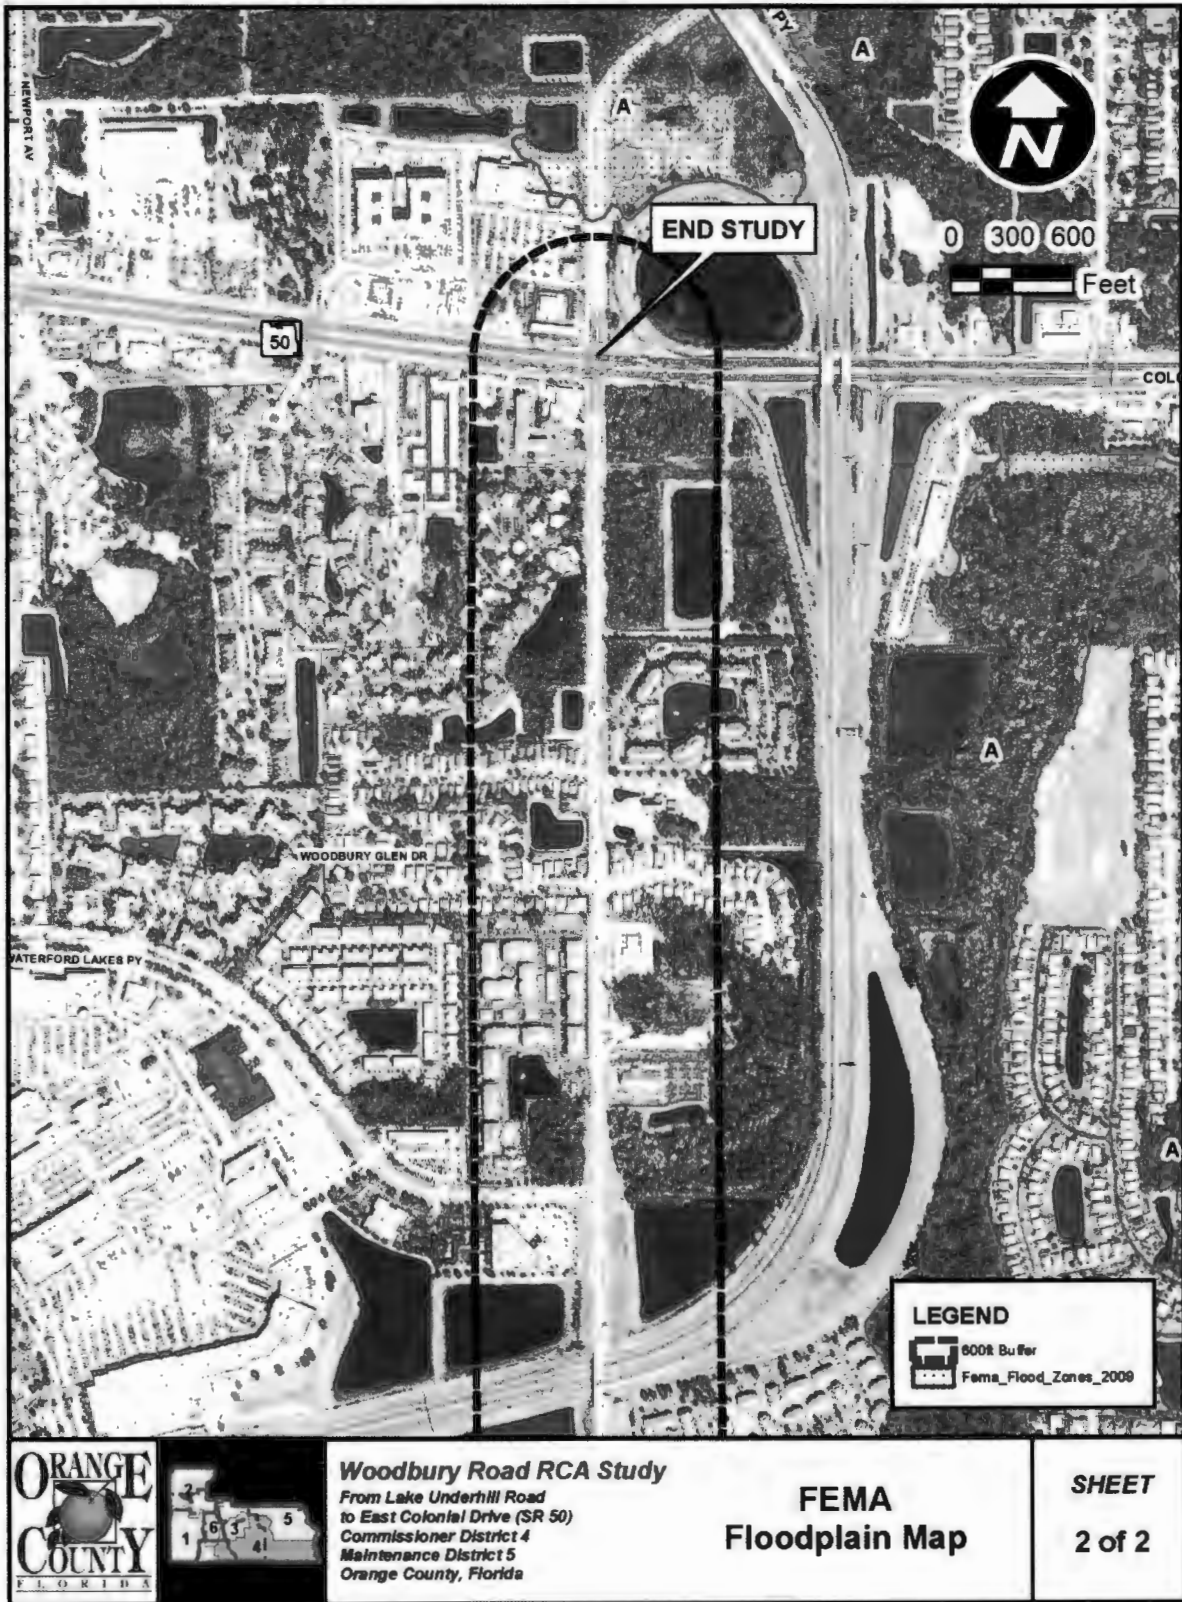 PY
A
A
NEWPORT AV
N
END STUDY
0 300 600
Feet
50
COL
A
WOODBURY GLEN DR
WATERFORD LAKES PY
A
LEGEND
600ft Buffer
Fema_Flood_Zones_2009
ORANGE
COUNTY
FLORIDA
2
5
6
3
1
4
Woodbury Road RCA Study
From Lake Underhill Road
to East Colonial Drive (SR 50)
Commissioner District 4
Maintenance District 5
Orange County, Florida
FEMA
Floodplain Map
SHEET
2 of 2